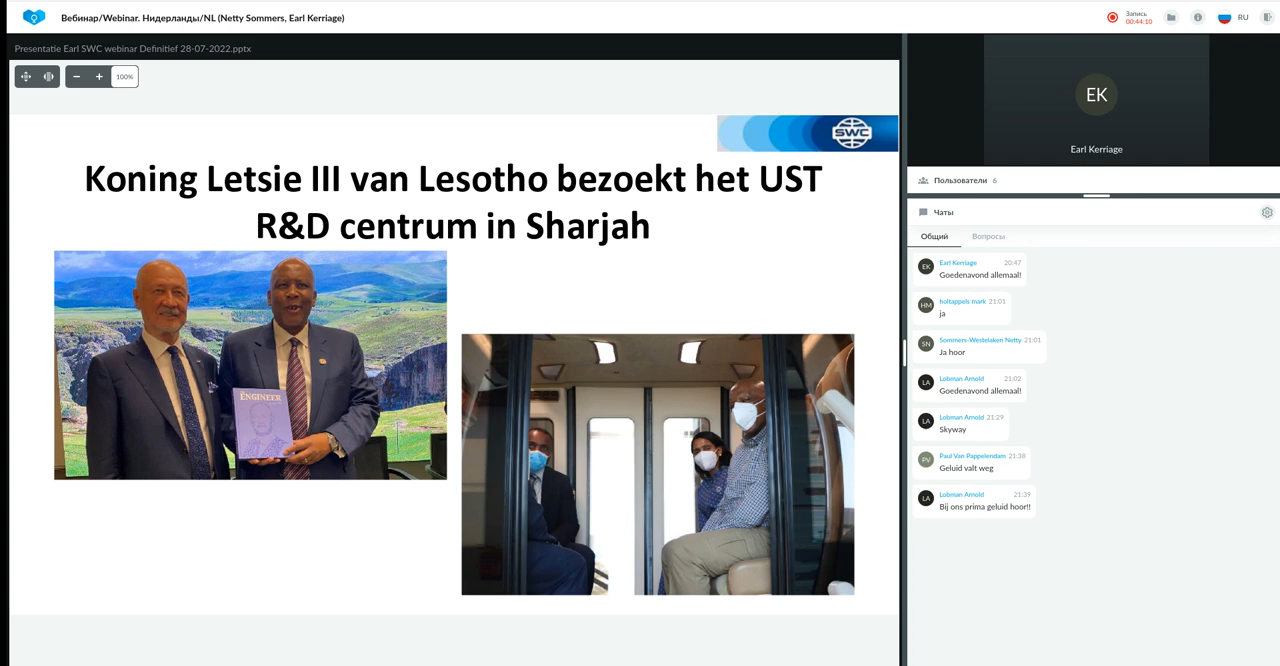 Вебинар/Webinar. Нидерланды/NL (Netty Sommers, Earl Kerriage)
Запись
00:44:10
RU
Presentatie Earl SWC webinar Definitief 28-07-2022.pptx
100%
SWC
Koning Letsie III van Lesotho bezoekt het UST
R&D centrum in Sharjah
ENGINEER
EK
Earl Kerriage
Пользователи 6
Чаты
Общий Вопросы
EK Earl Kerriage 20:47
Goedenavond allemaal!
HM holtappels mark 21:01
ja
SN Sommers-Westelaken Netty 21:01
Ja hoor
LA Lobman Arnold 21:02
Goedenavond allemaal!
LA Lobman Arnold 21:29
Skyway
PV Paul Van Pappelendam 21:38
Geluid valt weg
LA Lobman Arnold 21:39
Bij ons prima geluid hoor!!